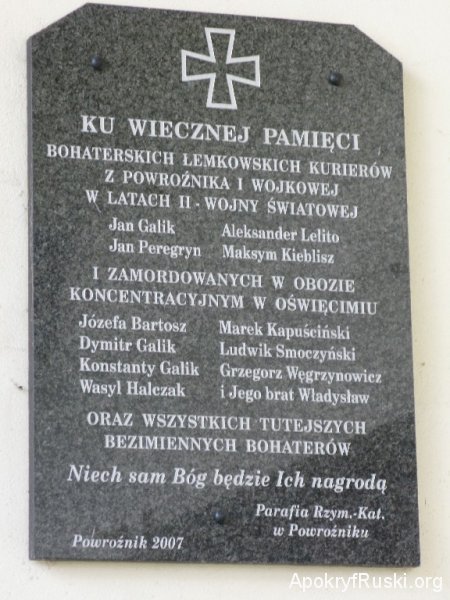 KU WIECZNEJ PAMIĘCI
BOHATERSKICH ŁEMKOWSKICH KURIERÓW
Z POWROŹNIKA I WOJKOWEJ
W LATACH II - WOJNY ŚWIATOWEJ
Jan Galik Aleksander Lelito
Jan Peregryn Maksym Kieblisz
I ZAMORDOWANYCH W OBOZIE
KONCENTRACYJNYM W OŚWIĘCIMIU
Józefa Bartosz Marek Kapuściński
Dymitr Galik Ludwik Smoczyński
Konstanty Galik Grzegorz Węgrzynowicz
Wasyl Halczak i Jego brat Władysław
ORAZ WSZYSTKICH TUTEJSZYCH
BEZIMIENNYCH BOHATERÓW
Niech sam Bóg będzie Ich nagrodą
Parafia Rzym.-Kat.
w Powroźniku
Powroźnik 2007
ApokryfRuski.org